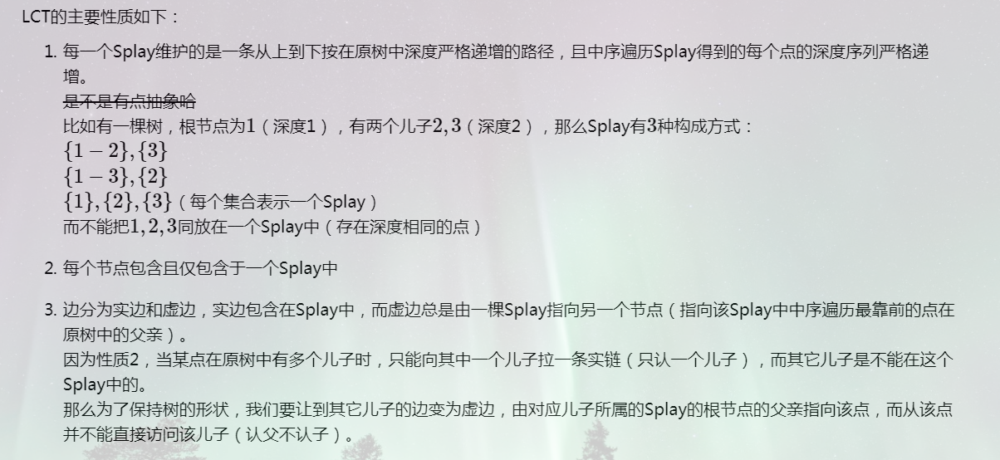 LCT的主要性质如下：
1. 每一个Splay维护的是一条从上到下按在原树中深度严格递增的路径，且中序遍历Splay得到的每个点的深度序列严格递
增。
是不是有点抽象哈
比如有一棵树，根节点为1（深度1），有两个儿子2,3（深度2），那么Splay有3种构成方式：
{1−2},{3}
{1−3},{2}
{1},{2},{3}（每个集合表示一个Splay）
而不能把1,2,3同放在一个Splay中（存在深度相同的点）
2. 每个节点包含且仅包含于一个Splay中
3. 边分为实边和虚边，实边包含在Splay中，而虚边总是由一棵Splay指向另一个节点（指向该Splay中中序遍历最靠前的点在
原树中的父亲）。
因为性质2，当某点在原树中有多个儿子时，只能向其中一个儿子拉一条实链（只认一个儿子），而其它儿子是不能在这个
Splay中的。
那么为了保持树的形状，我们要让到其它儿子的边变为虚边，由对应儿子所属的Splay的根节点的父亲指向该点，而从该点
并不能直接访问该儿子（认父不认子）。